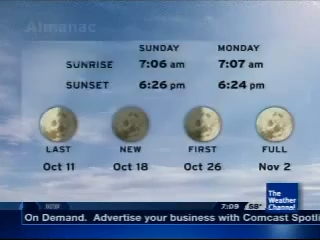 Almanac
SUNDAY MONDAY
SUNRISE 7:06 am 7:07 am
SUNSET 6:26 pm 6:24 pm
LAST NEW FIRST FULL
Oct 11 Oct 18 Oct 26 Nov 2
The
Weather
Channel
NOW 7:09 68°
On Demand. Advertise your business with Comcast Spotli